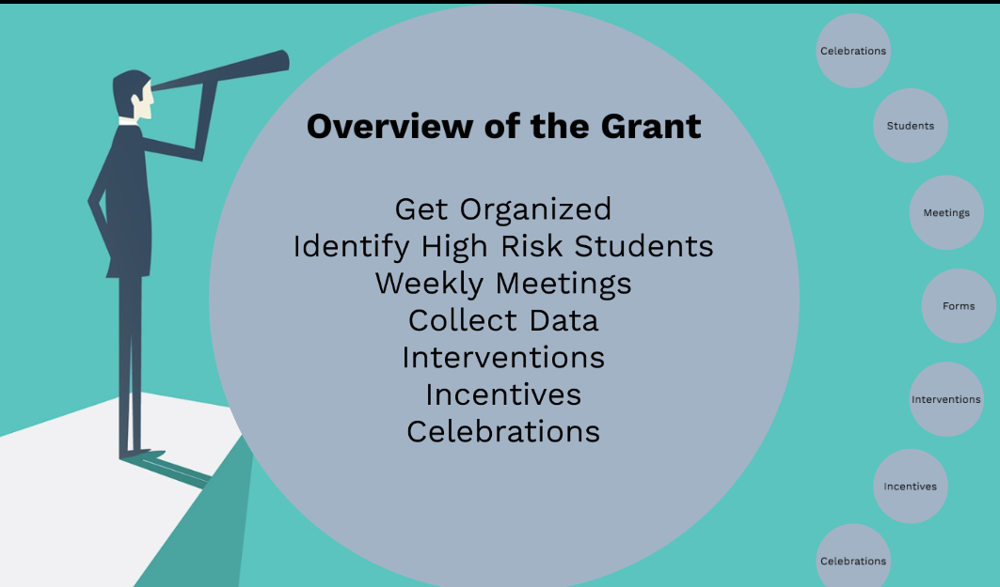 Overview of the Grant
Get Organized
Identify High Risk Students
Weekly Meetings
Collect Data
Interventions
Incentives
Celebrations
Celebrations
Students
Meetings
Forms
Interventions
Incentives
Celebrations